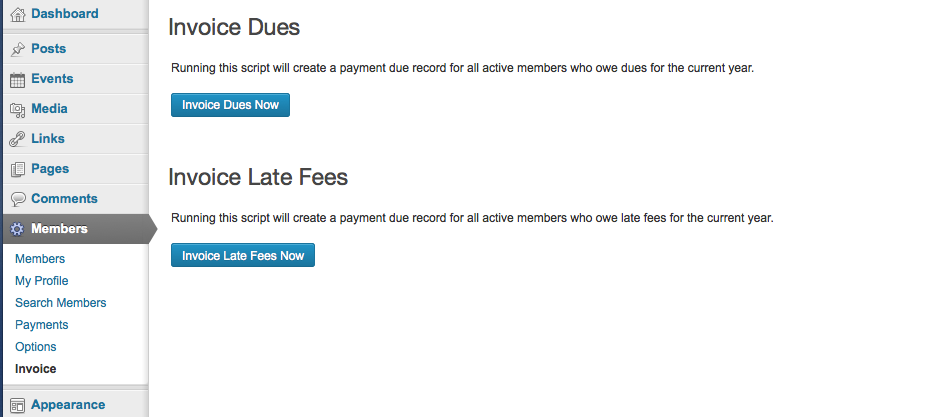 Dashboard
Posts
Events
Media
Links
Pages
Comments
Members
Members
My Profile
Search Members
Payments
Options
Invoice
Appearance
Invoice Dues
Running this script will create a payment due record for all active members who owe dues for the current year.
Invoice Dues Now
Invoice Late Fees
Running this script will create a payment due record for all active members who owe late fees for the current year.
Invoice Late Fees Now